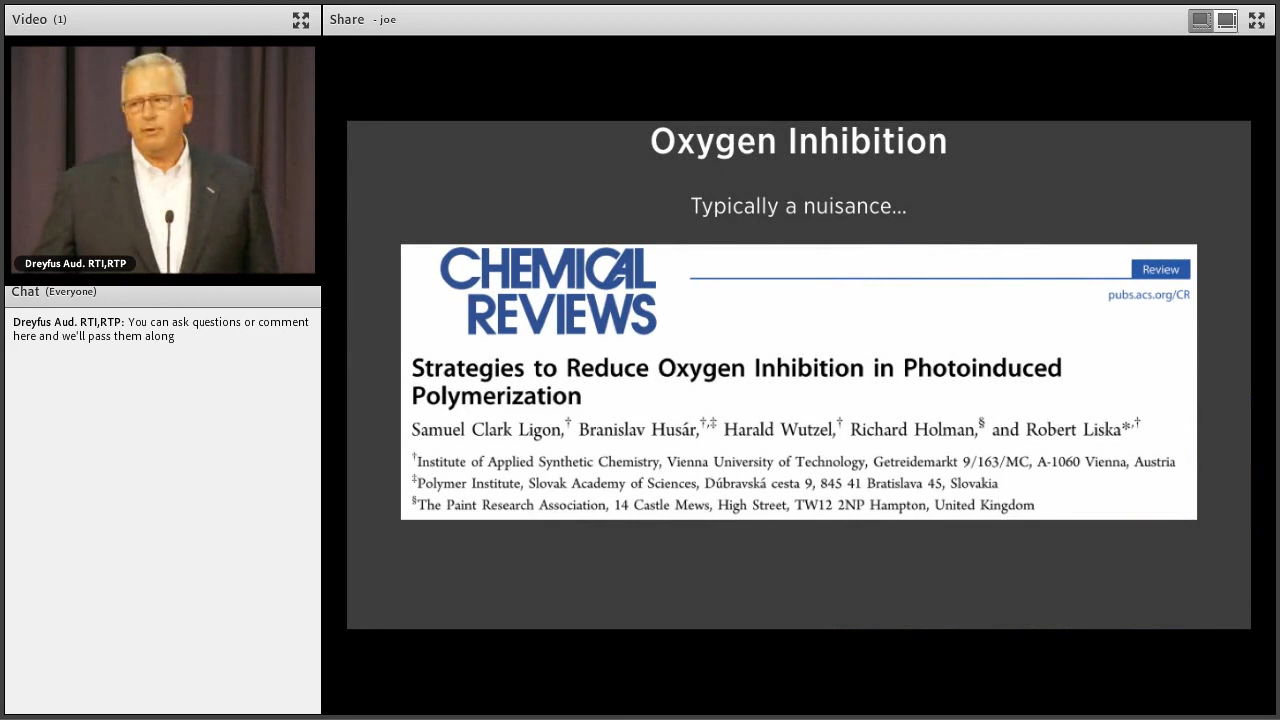 Video (1)
Share - joe
Dreyfus Aud. RTI,RTP
Chat (Everyone)
Dreyfus Aud. RTI,RTP: You can ask questions or comment
here and we'll pass them along
Oxygen Inhibition
Typically a nuisance...
CHEMICAL
REVIEWS
Review
pubs.acs.org/CR
Strategies to Reduce Oxygen Inhibition in Photoinduced
Polymerization
Samuel Clark Ligon,† Branislav Husár,†,‡ Harald Wutzel,† Richard Holman,§ and Robert Liska*,†
†Institute of Applied Synthetic Chemistry, Vienna University of Technology, Getreidemarkt 9/163/MC, A-1060 Vienna, Austria
‡Polymer Institute, Slovak Academy of Sciences, Dúbravská cesta 9, 845 41 Bratislava 45, Slovakia
§The Paint Research Association, 14 Castle Mews, High Street, TW12 2NP Hampton, United Kingdom